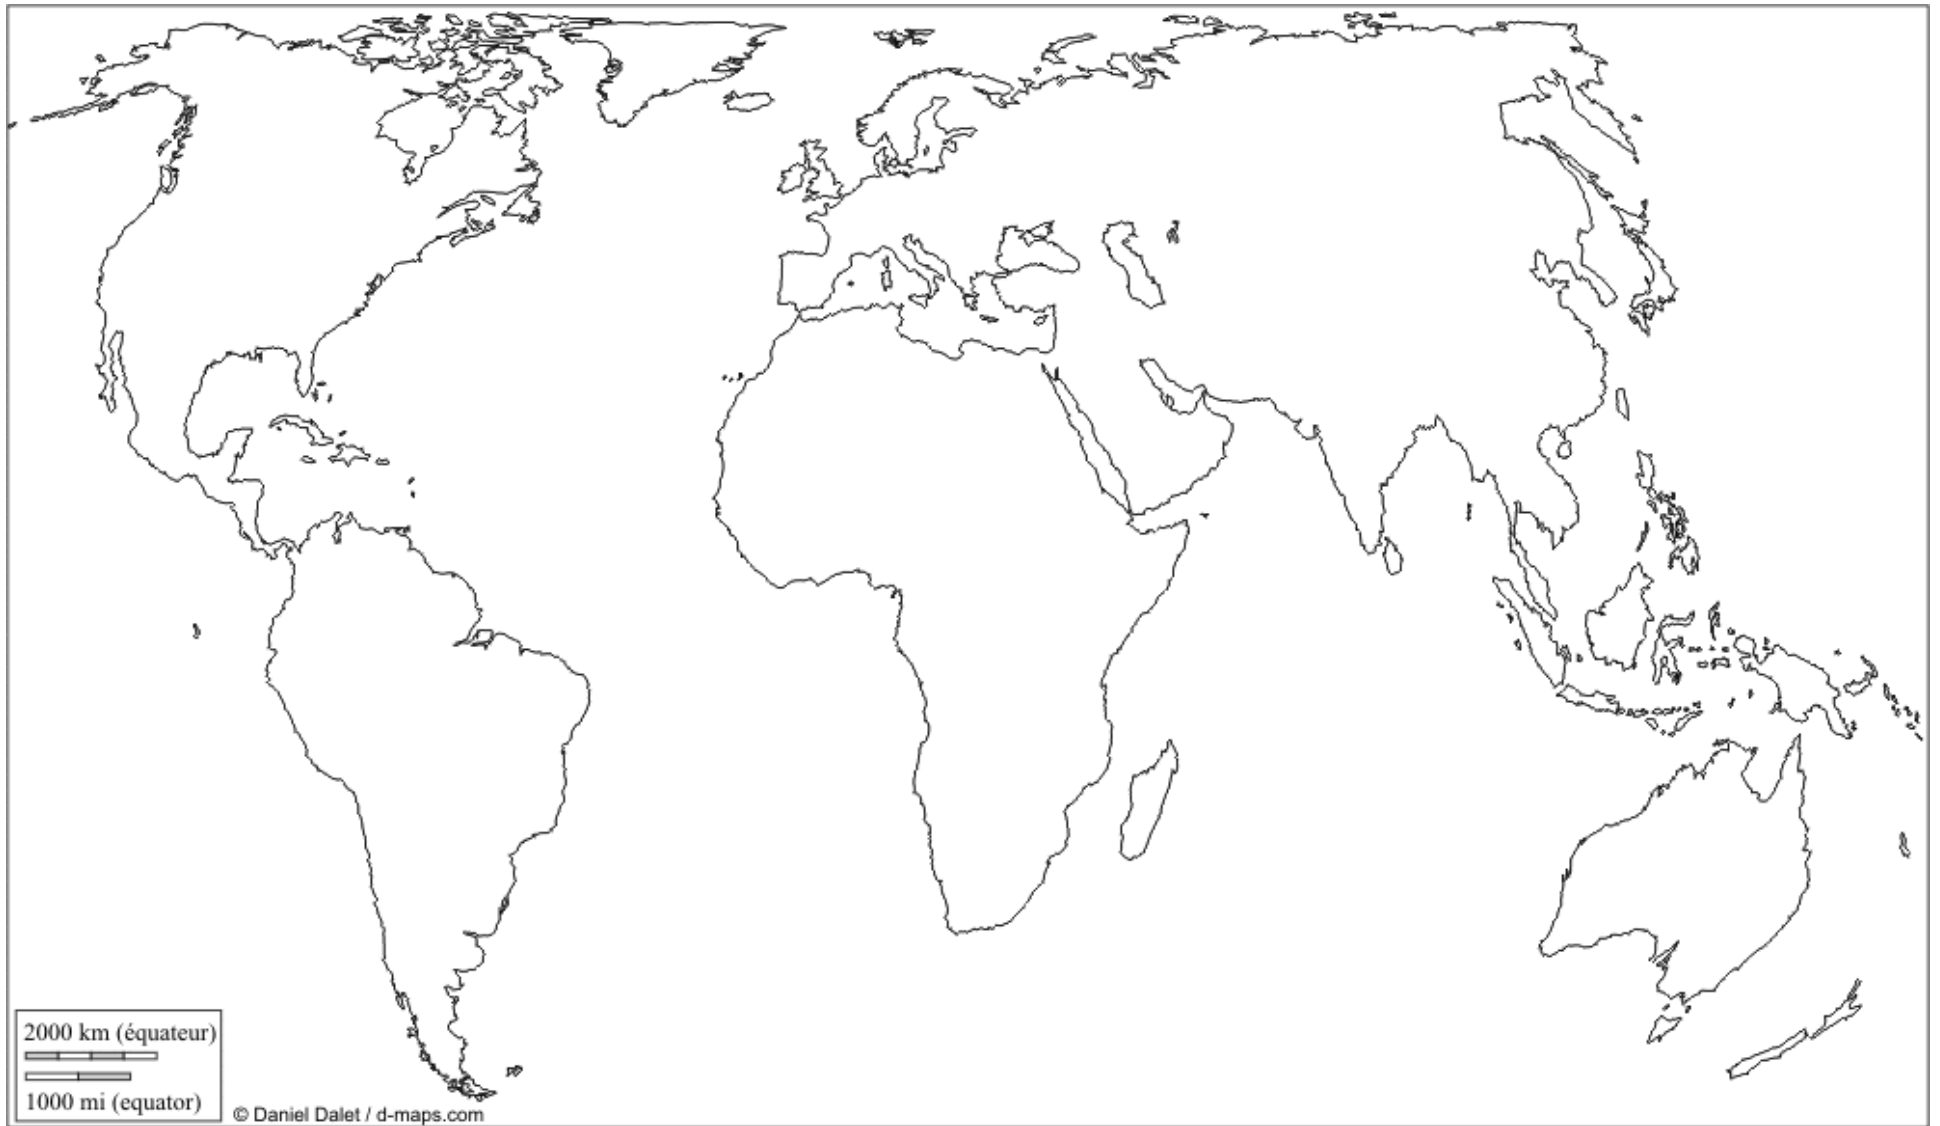 2000 km (équateur)
1000 mi (equator)
© Daniel Dalet / d-maps.com